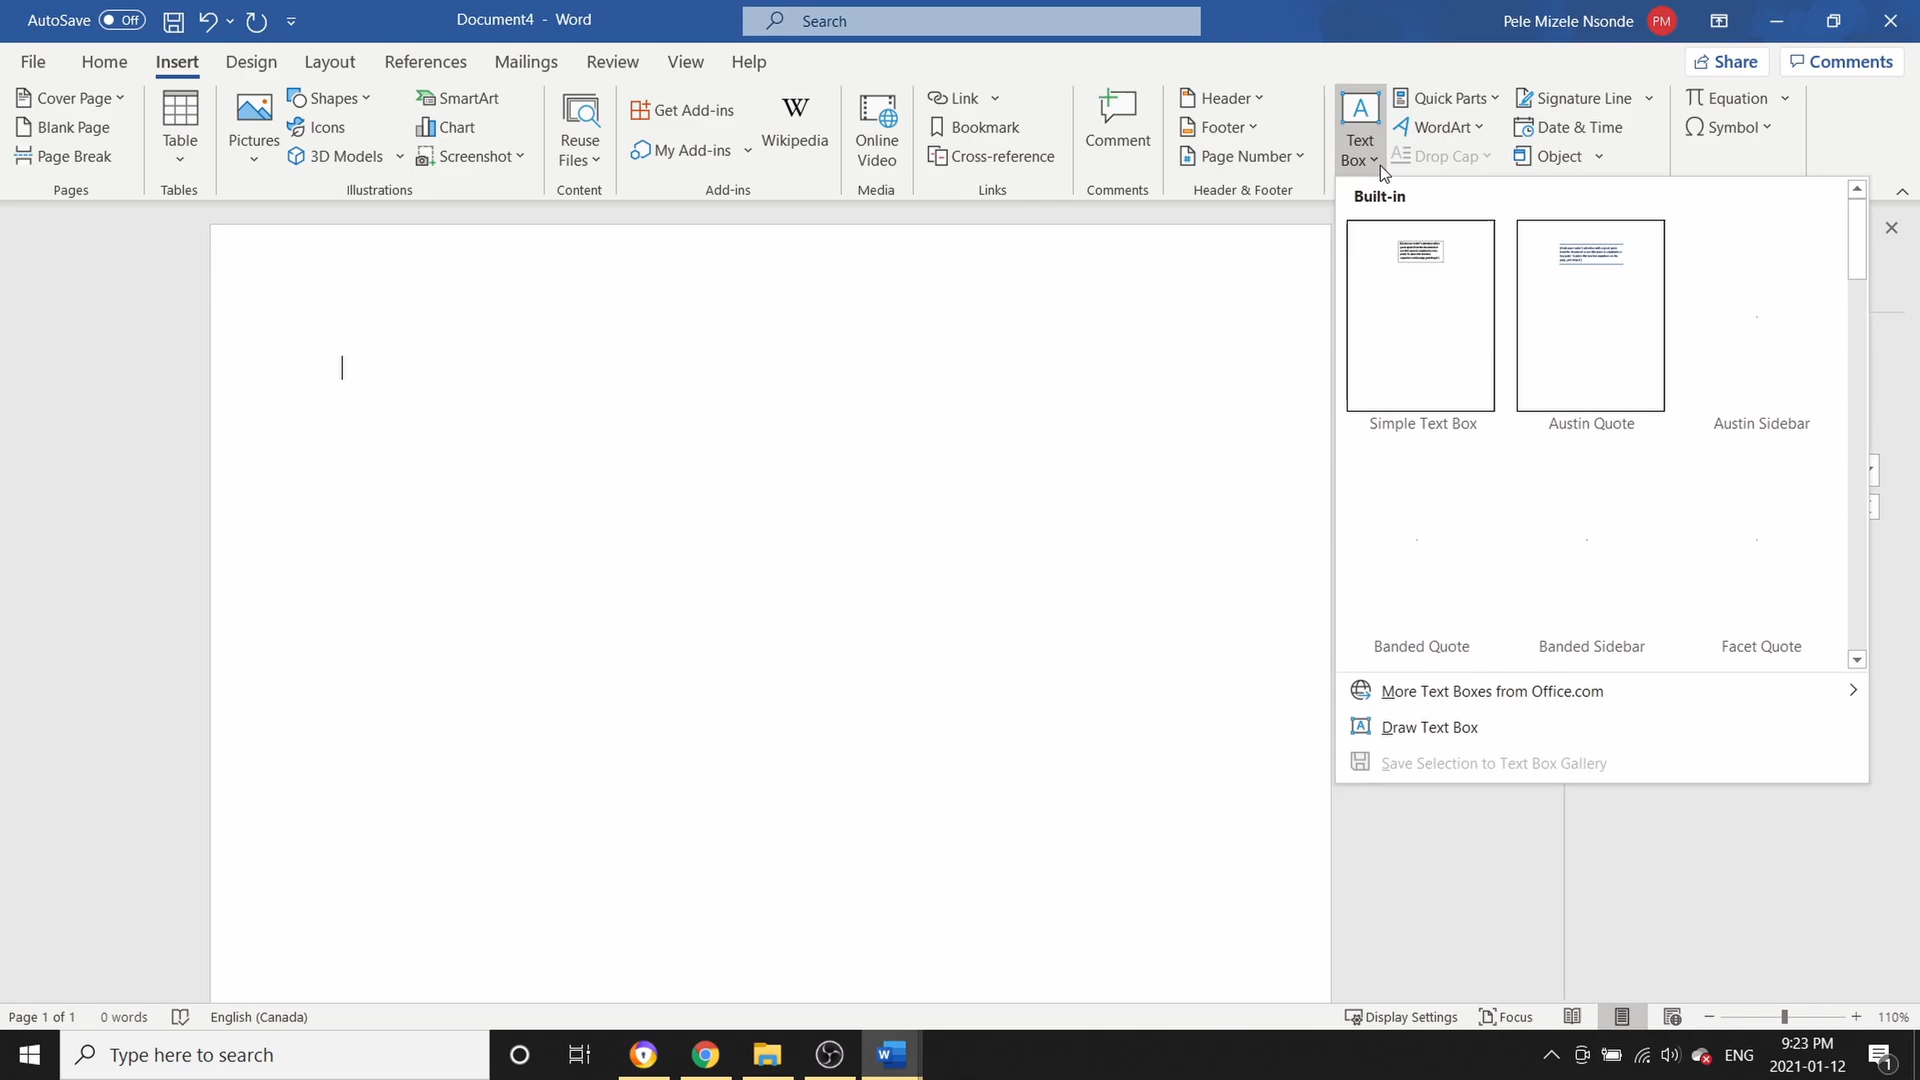 AutoSave Off Document4 - Word Search Pele Mizele Nsonde PM
File Home Insert Design Layout References Mailings Review View Help Share Comments
Cover Page
Blank Page
Page Break
Pages
Table
Tables
Pictures
Shapes
Icons
3D Models
SmartArt
Chart
Screenshot
Illustrations
Reuse
Files
Content
Get Add-ins
My Add-ins
W
Wikipedia
Add-ins
Online
Video
Media
Link
Bookmark
Cross-reference
Links
Comment
Comments
Header
Footer
Page Number
Header & Footer
A
Text
Box
Quick Parts
WordArt
Drop Cap
Signature Line
Date & Time
Object
Equation
Symbol
Built-in
Simple Text Box Austin Quote Austin Sidebar
Banded Quote Banded Sidebar Facet Quote
More Text Boxes from Office.com
Draw Text Box
Save Selection to Text Box Gallery
Page 1 of 1 0 words English (Canada) Display Settings Focus 110%
Type here to search ENG 9:23 PM
2021-01-12
1